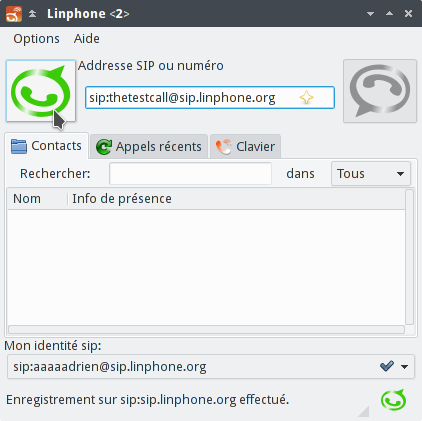 Linphone <2>
Options Aide
Addresse SIP ou numéro
sip:thetestcall@sip.linphone.org
Contacts Appels récents Clavier
Rechercher: dans Tous
Nom Info de présence
Mon identité sip:
sip:aaaaadrien@sip.linphone.org
Enregistrement sur sip:sip.linphone.org effectué.